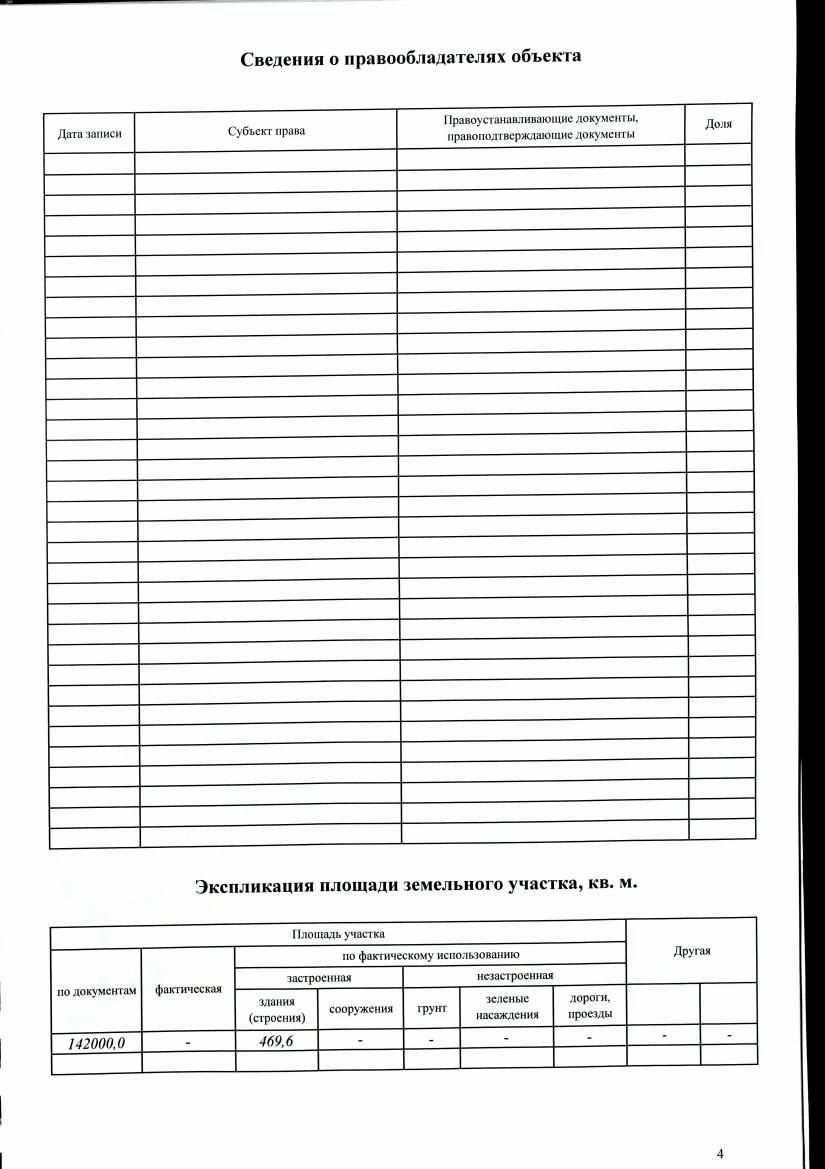 Сведения о правообладателях объекта
Дата записи
Субъект права
Правоустанавливающие документы,
правоподтверждающие документы
Доля
Экспликация площади земельного участка, кв. м.
Площадь участка
Другая
по документам
фактическая
по фактическому использованию
застроенная
незастроенная
здания
(строения)
сооружения
грунт
зеленые
насаждения
дороги,
проезды
142000,0
-
469,6
-
-
-
-
-
-
4